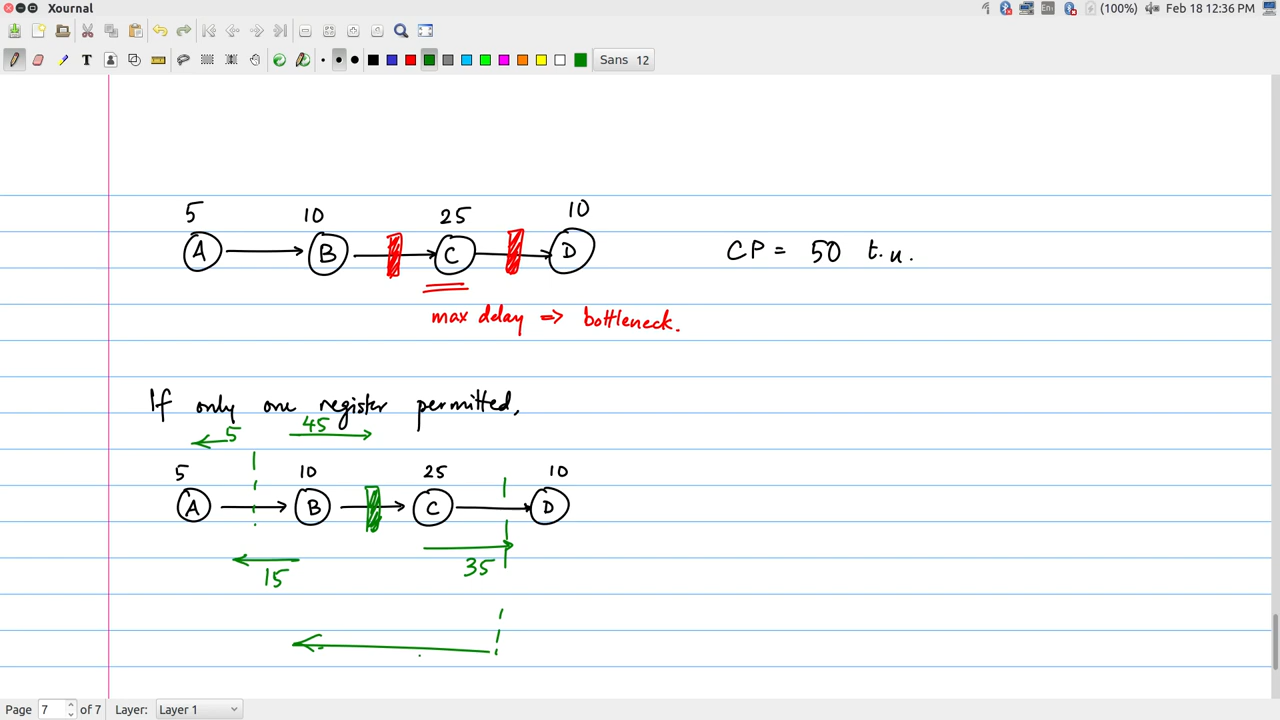 Xournal
En
(100%)
Feb 18 12:36 PM
T
Sans 12
5 10 25 10
A B C D
CP = 50 t.u.
max delay => bottleneck.
If only one register permitted,
5 45
5 10 25 10
A B C D
15 35
Page 7 of 7 Layer: Layer 1